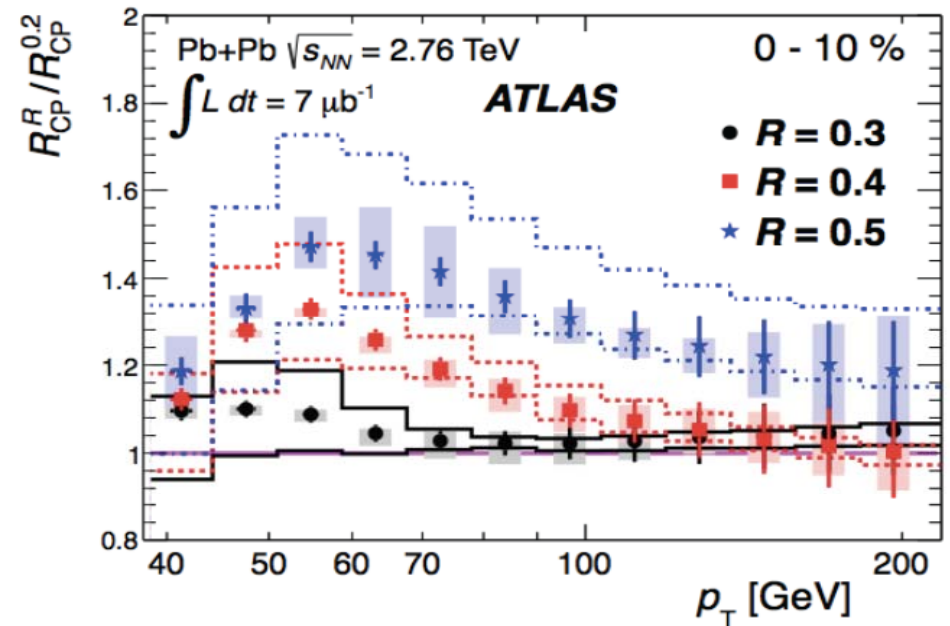 R_CP^R / R_CP^0.2
2
1.8
1.6
1.4
1.2
1
0.8
Pb+Pb √s_NN = 2.76 TeV
0 - 10 %
∫L dt = 7 μb⁻¹
ATLAS
R = 0.3
R = 0.4
R = 0.5
40 50 60 70 100 200
p_T [GeV]